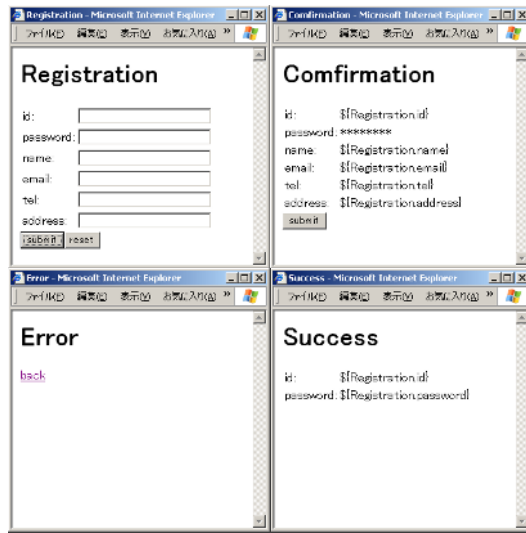 Registration - Microsoft Internet Explorer
ファイル(F) 編集(E) 表示(V) お気に入り(A) »
Registration
id:
password:
name:
email:
tel:
address:
submit reset
Comfirmation - Microsoft Internet Explorer
ファイル(F) 編集(E) 表示(V) お気に入り(A) »
Comfirmation
id: ${Registration.id}
password: ********
name: ${Registration.name}
email: ${Registration.email}
tel: ${Registration.tel}
address: ${Registration.address}
submit
Error - Microsoft Internet Explorer
ファイル(F) 編集(E) 表示(V) お気に入り(A) »
Error
back
Success - Microsoft Internet Explorer
ファイル(F) 編集(E) 表示(V) お気に入り(A) »
Success
id: ${Registration.id}
password: ${Registration.password}